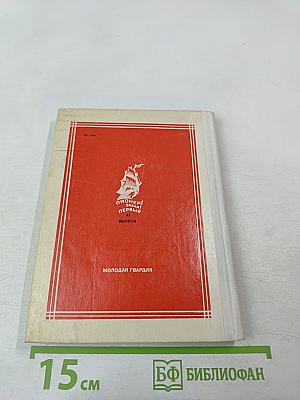 ПИОНЕР
ЗНАЧИТ
ПЕРВЫЙ
ВЫПУСК
МОЛОДАЯ ГВАРДИЯ
15 см
БФ БИБЛИОФАН